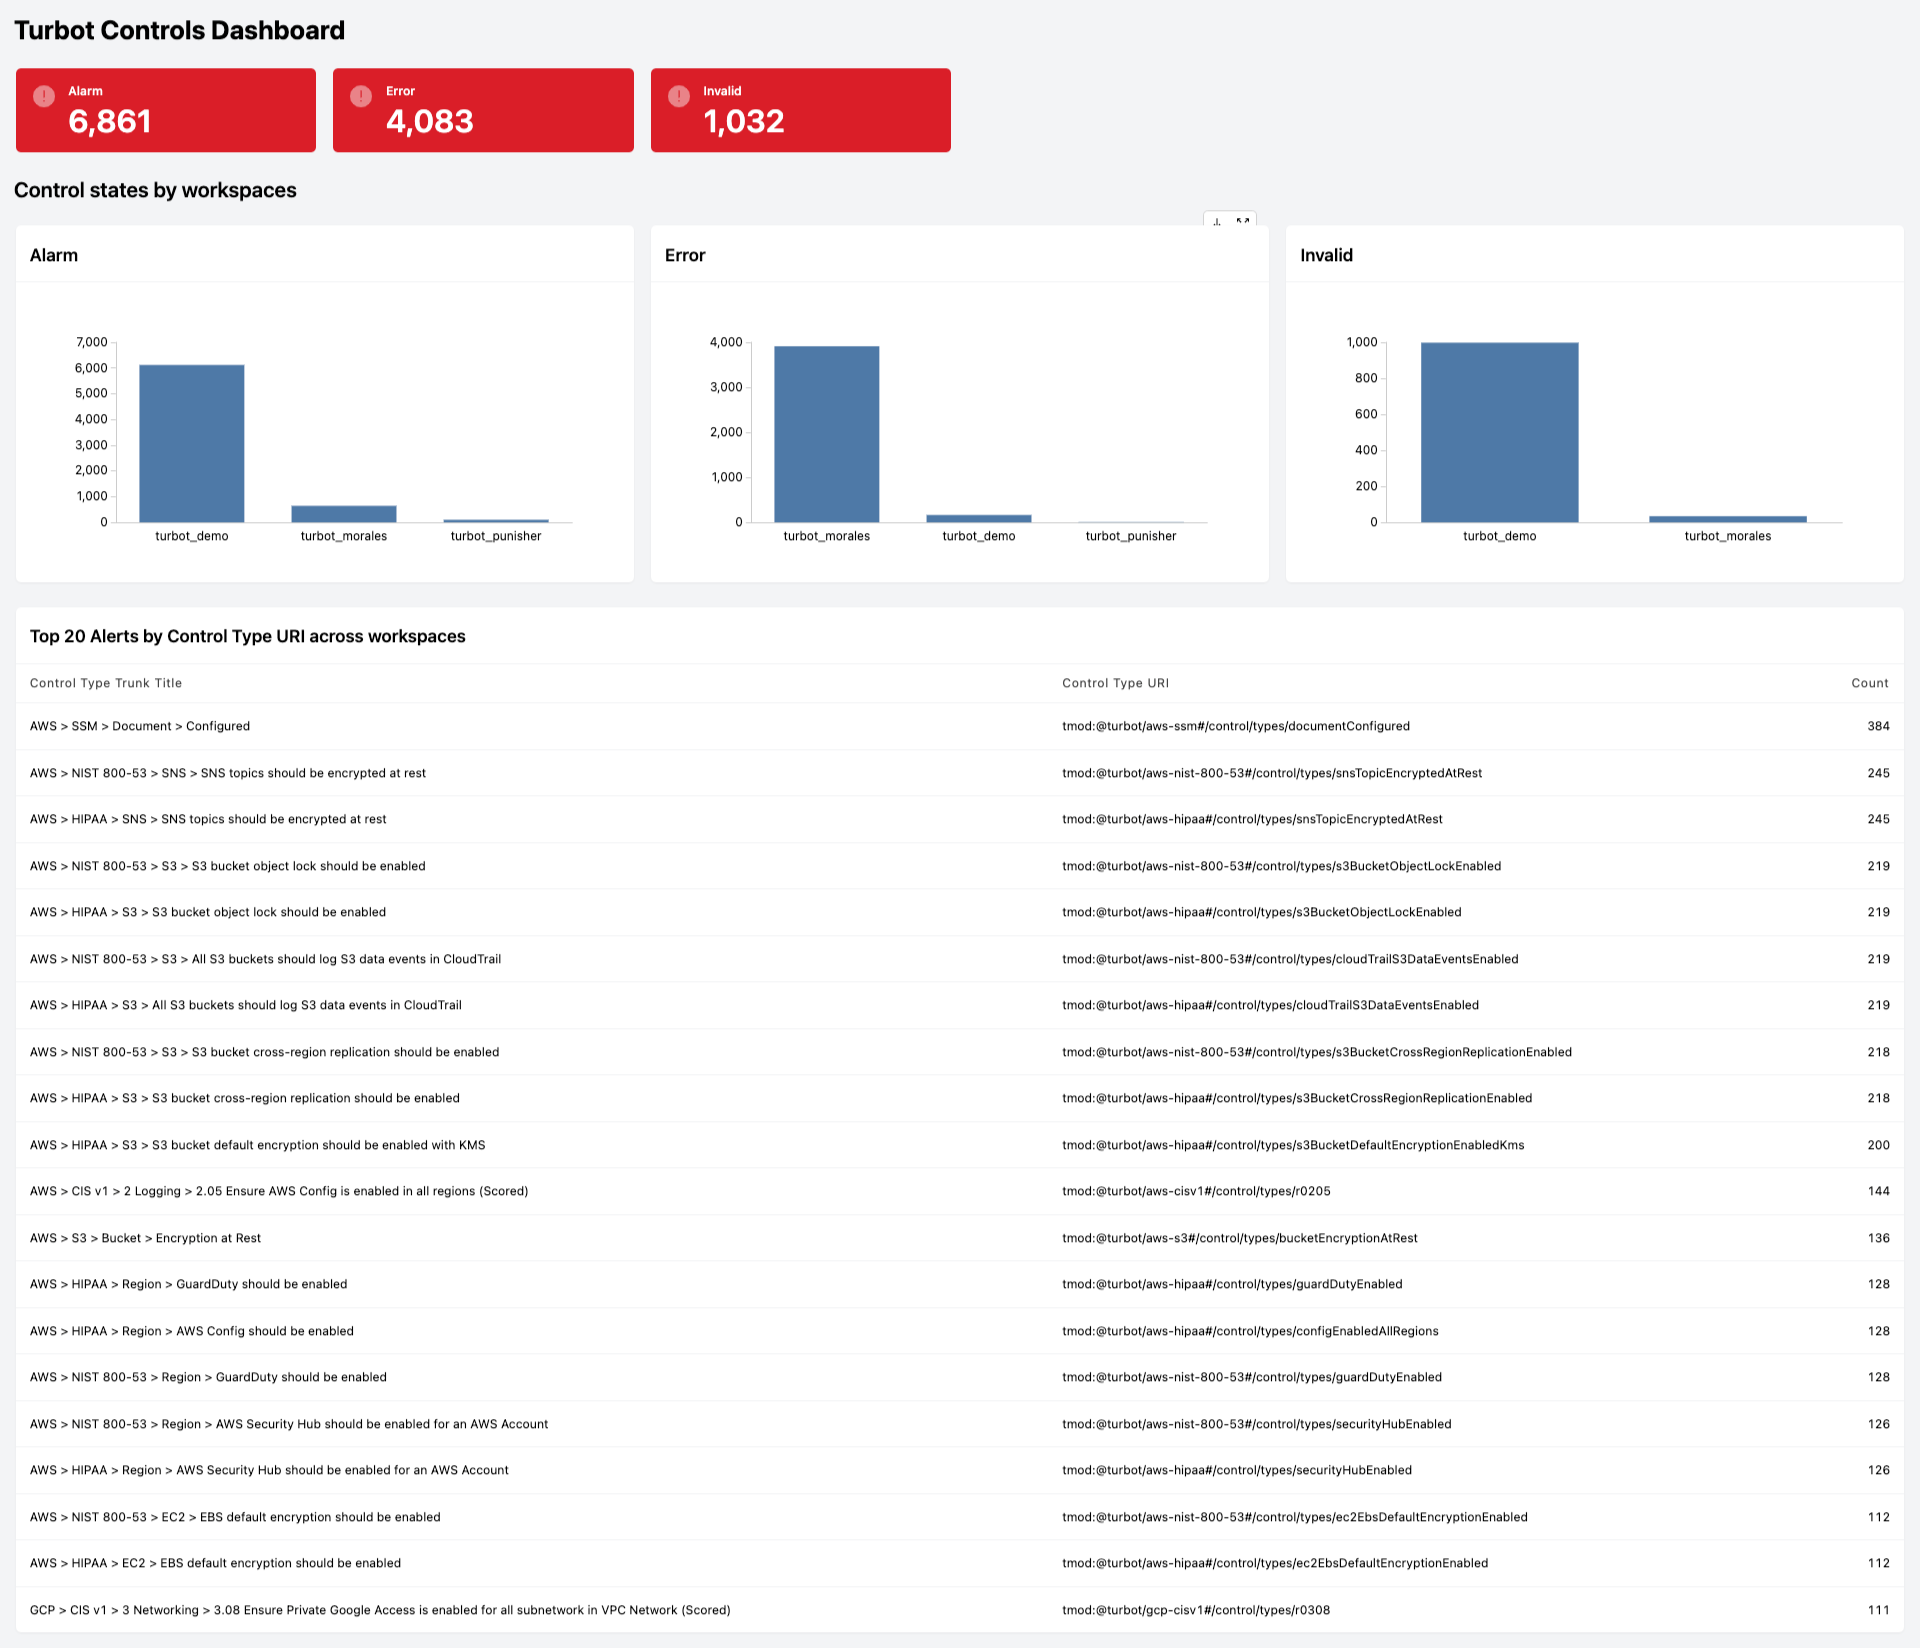 Turbot Controls Dashboard
Alarm
6,861
Error
4,083
Invalid
1,032
Control states by workspaces
Alarm
7,000
6,000
5,000
4,000
3,000
2,000
1,000
0
turbot_demo turbot_morales turbot_punisher
Error
4,000
3,000
2,000
1,000
0
turbot_morales turbot_demo turbot_punisher
Invalid
1,000
800
600
400
200
0
turbot_demo turbot_morales
Top 20 Alerts by Control Type URI across workspaces
Control Type Trunk Title Control Type URI Count
AWS > SSM > Document > Configured tmod:@turbot/aws-ssm#/control/types/documentConfigured 384
AWS > NIST 800-53 > SNS > SNS topics should be encrypted at rest tmod:@turbot/aws-nist-800-53#/control/types/snsTopicEncryptedAtRest 245
AWS > HIPAA > SNS > SNS topics should be encrypted at rest tmod:@turbot/aws-hipaa#/control/types/snsTopicEncryptedAtRest 245
AWS > NIST 800-53 > S3 > S3 bucket object lock should be enabled tmod:@turbot/aws-nist-800-53#/control/types/s3BucketObjectLockEnabled 219
AWS > HIPAA > S3 > S3 bucket object lock should be enabled tmod:@turbot/aws-hipaa#/control/types/s3BucketObjectLockEnabled 219
AWS > NIST 800-53 > S3 > All S3 buckets should log S3 data events in CloudTrail tmod:@turbot/aws-nist-800-53#/control/types/cloudTrailS3DataEventsEnabled 219
AWS > HIPAA > S3 > All S3 buckets should log S3 data events in CloudTrail tmod:@turbot/aws-hipaa#/control/types/cloudTrailS3DataEventsEnabled 219
AWS > NIST 800-53 > S3 > S3 bucket cross-region replication should be enabled tmod:@turbot/aws-nist-800-53#/control/types/s3BucketCrossRegionReplicationEnabled 218
AWS > HIPAA > S3 > S3 bucket cross-region replication should be enabled tmod:@turbot/aws-hipaa#/control/types/s3BucketCrossRegionReplicationEnabled 218
AWS > HIPAA > S3 > S3 bucket default encryption should be enabled with KMS tmod:@turbot/aws-hipaa#/control/types/s3BucketDefaultEncryptionEnabledKms 200
AWS > CIS v1 > 2 Logging > 2.05 Ensure AWS Config is enabled in all regions (Scored) tmod:@turbot/aws-cisv1#/control/types/r0205 144
AWS > S3 > Bucket > Encryption at Rest tmod:@turbot/aws-s3#/control/types/bucketEncryptionAtRest 136
AWS > HIPAA > Region > GuardDuty should be enabled tmod:@turbot/aws-hipaa#/control/types/guardDutyEnabled 128
AWS > HIPAA > Region > AWS Config should be enabled tmod:@turbot/aws-hipaa#/control/types/configEnabledAllRegions 128
AWS > NIST 800-53 > Region > GuardDuty should be enabled tmod:@turbot/aws-nist-800-53#/control/types/guardDutyEnabled 128
AWS > NIST 800-53 > Region > AWS Security Hub should be enabled for an AWS Account tmod:@turbot/aws-nist-800-53#/control/types/securityHubEnabled 126
AWS > HIPAA > Region > AWS Security Hub should be enabled for an AWS Account tmod:@turbot/aws-hipaa#/control/types/securityHubEnabled 126
AWS > NIST 800-53 > EC2 > EBS default encryption should be enabled tmod:@turbot/aws-nist-800-53#/control/types/ec2EbsDefaultEncryptionEnabled 112
AWS > HIPAA > EC2 > EBS default encryption should be enabled tmod:@turbot/aws-hipaa#/control/types/ec2EbsDefaultEncryptionEnabled 112
GCP > CIS v1 > 3 Networking > 3.08 Ensure Private Google Access is enabled for all subnetwork in VPC Network (Scored) tmod:@turbot/gcp-cisv1#/control/types/r0308 111